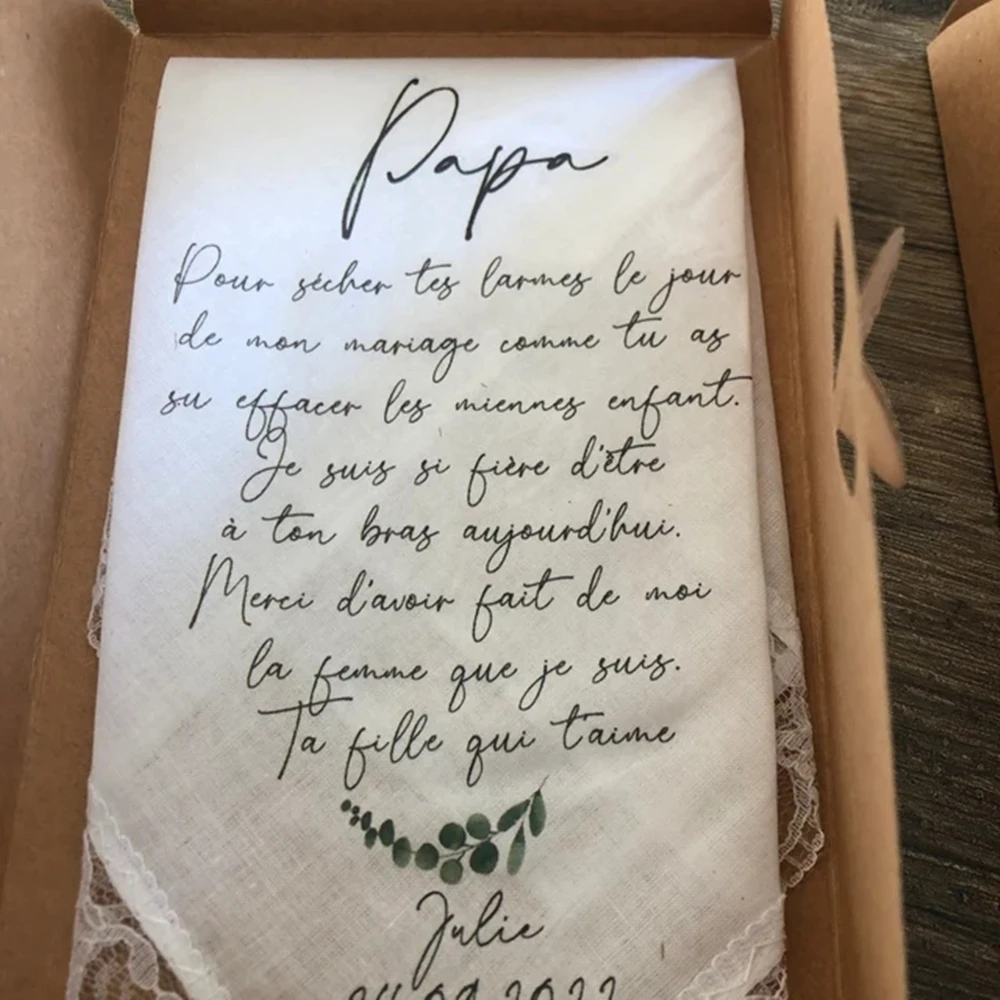 Papa
Pour sécher tes larmes le jour
de mon mariage comme tu as
su effacer les miennes enfant.
Je suis si fière d'être
à ton bras aujourd'hui.
Merci d'avoir fait de moi
la femme que je suis.
Ta fille qui t'aime
Julie